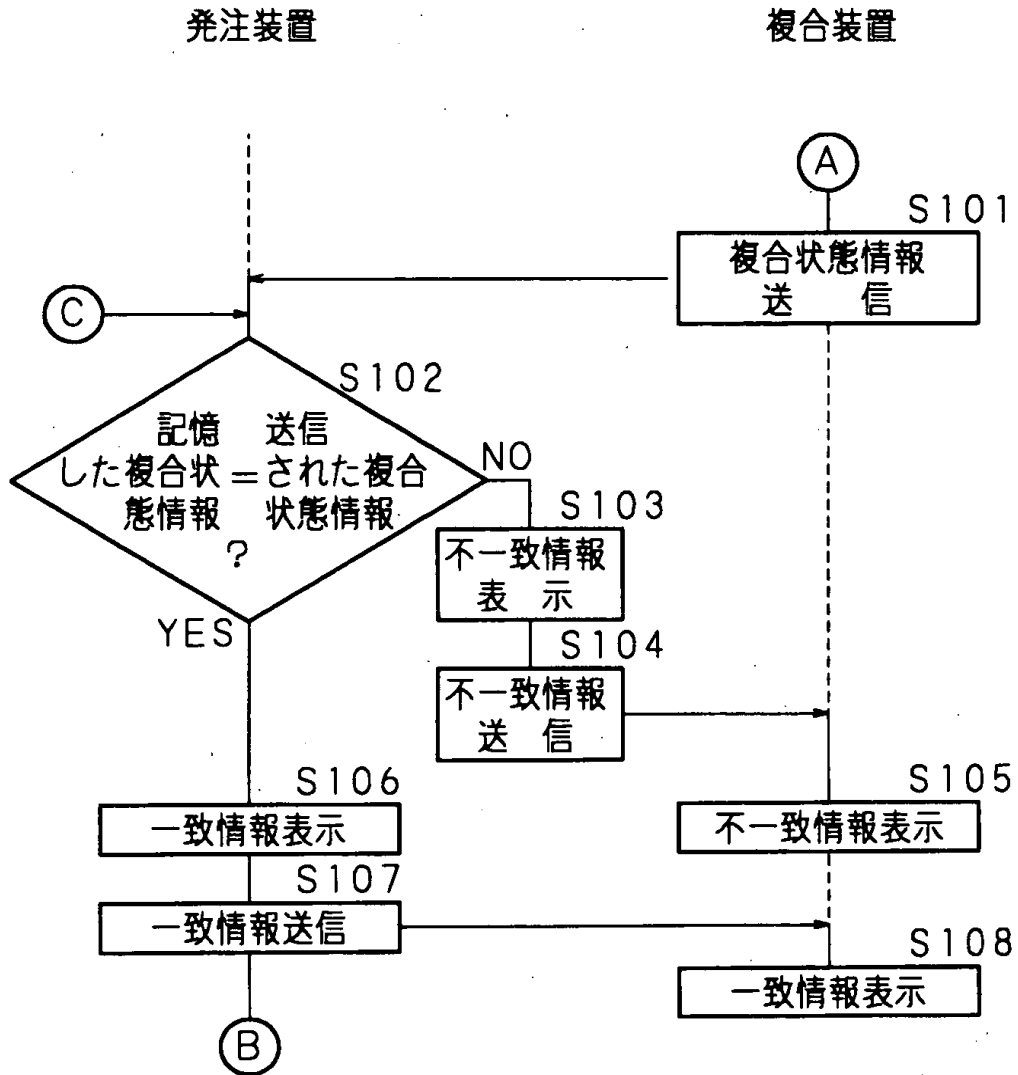 発注装置
複合装置
A
S101
複合状態情報
送 信
C
S102
記憶 送信
した複合状=された複合
態情報 状態情報
?
NO
YES
S103
不一致情報
表 示
S104
不一致情報
送 信
S105
不一致情報表示
S106
一致情報表示
S107
一致情報送信
S108
一致情報表示
B